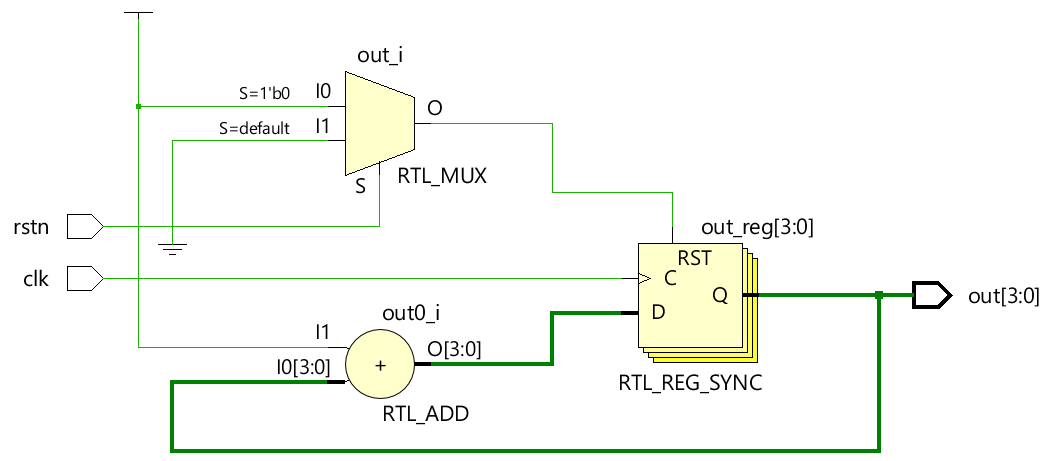 out_i
S=1'b0
I0
O
S=default
I1
S
RTL_MUX
rstn
out_reg[3:0]
RST
clk
C
Q
out[3:0]
D
out0_i
I1
O[3:0]
I0[3:0]
+
RTL_REG_SYNC
RTL_ADD